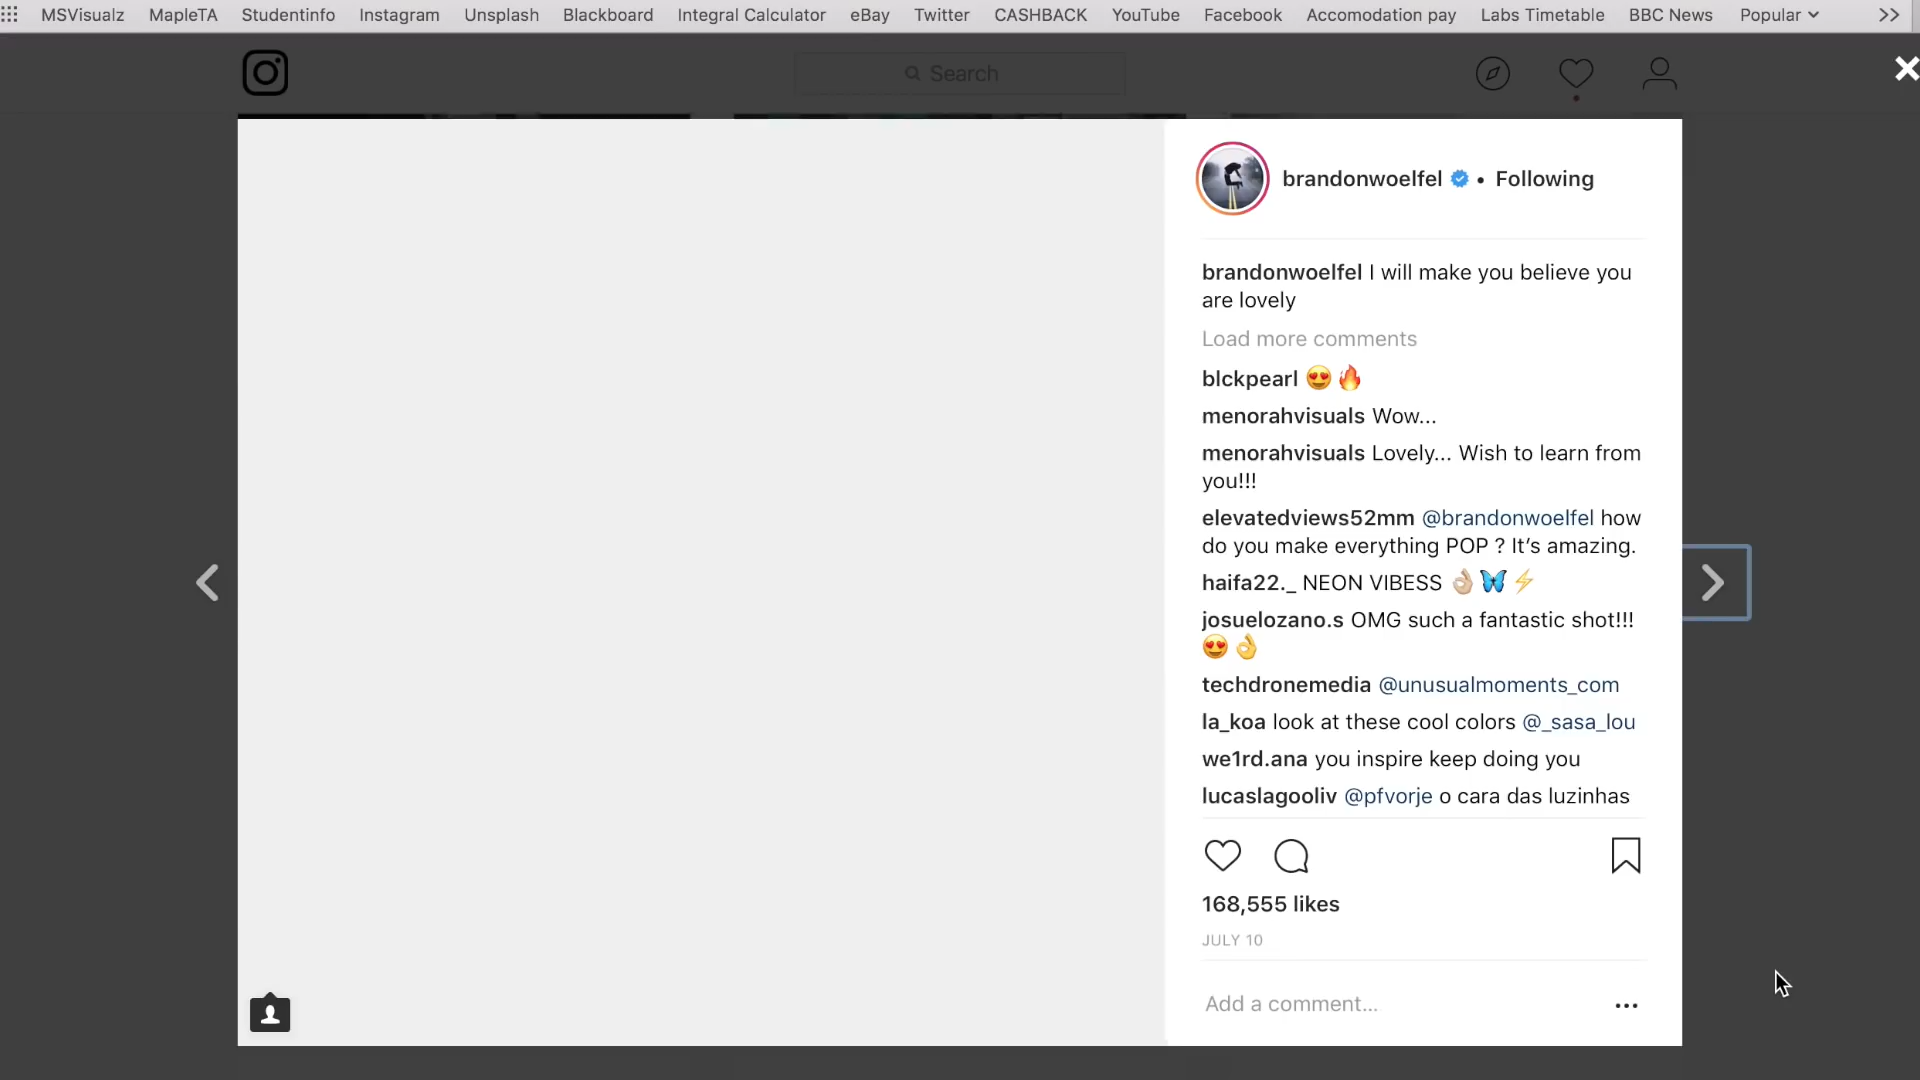 MSVisualz MapleTA Studentinfo Instagram Unsplash Blackboard Integral Calculator eBay Twitter CASHBACK YouTube Facebook Accomodation pay Labs Timetable BBC News Popular
Search
brandonwoelfel • Following
brandonwoelfel I will make you believe you
are lovely
Load more comments
blckpearl 😍 🔥
menorahvisuals Wow...
menorahvisuals Lovely... Wish to learn from
you!!!
elevatedviews52mm @brandonwoelfel how
do you make everything POP ? It's amazing.
haifa22._ NEON VIBESS 👌🏼 🦋 ⚡
josuelozano.s OMG such a fantastic shot!!!
😍 👌
techdronemedia @unusualmoments_com
la_koa look at these cool colors @_sasa_lou
we1rd.ana you inspire keep doing you
lucaslagooliv @pfvorje o cara das luzinhas
168,555 likes
JULY 10
Add a comment...